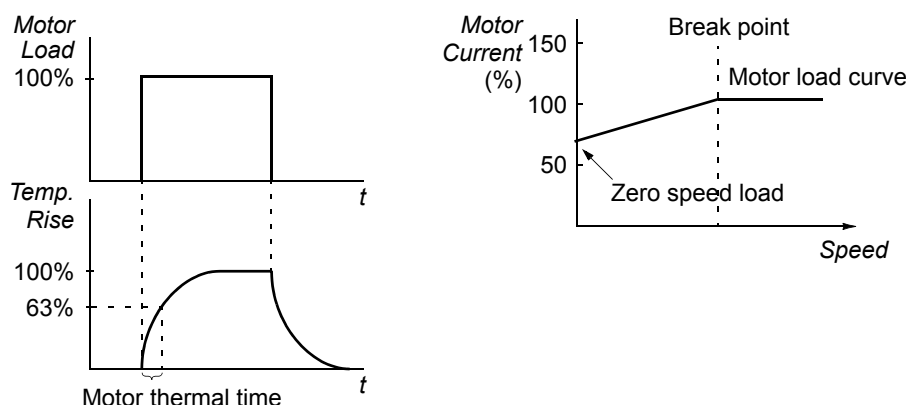 Motor
Load
100%
t
Temp.
Rise
100%
63%
t
Motor thermal time
Motor
Current
(%)
150
100
50
Break point
Motor load curve
Zero speed load
Speed